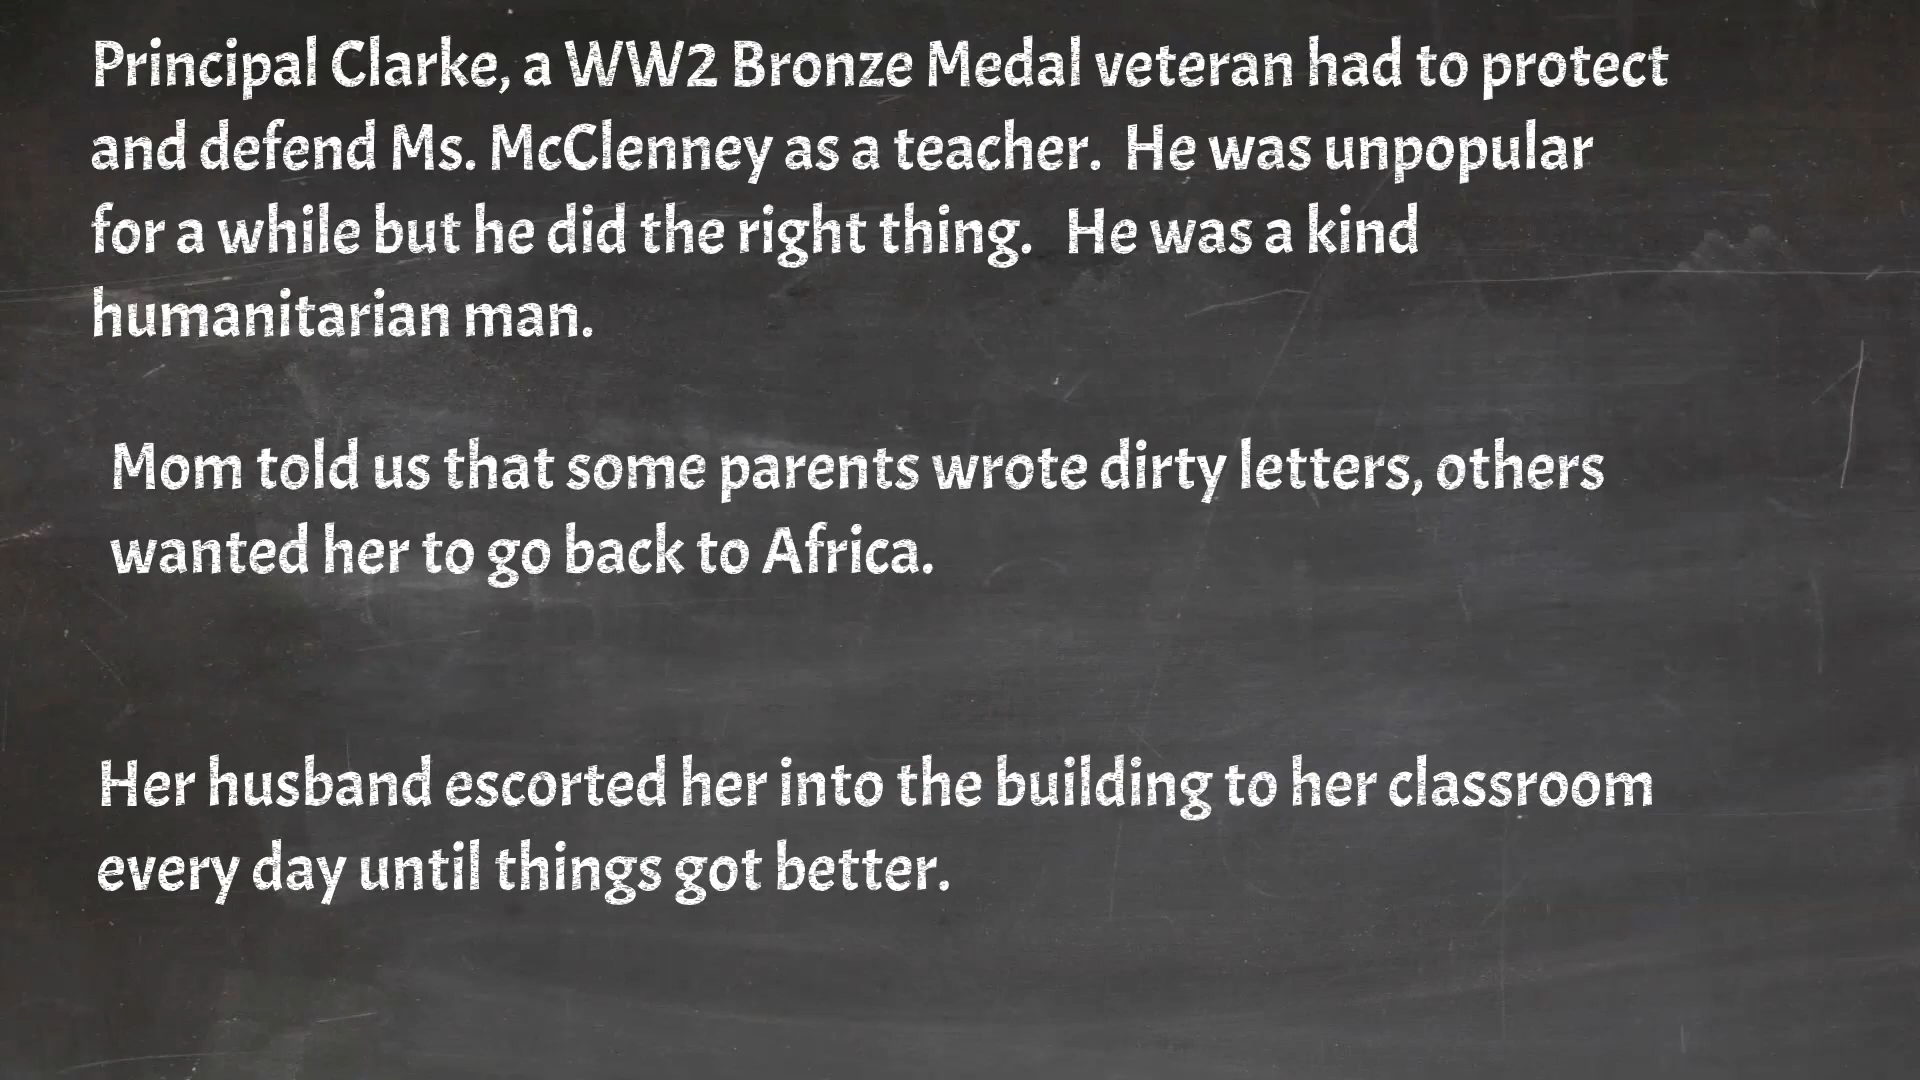 Principal Clarke, a WW2 Bronze Medal veteran had to protect
and defend Ms. McClenney as a teacher.  He was unpopular
for a while but he did the right thing.   He was a kind
humanitarian man.
Mom told us that some parents wrote dirty letters, others
wanted her to go back to Africa.
Her husband escorted her into the building to her classroom
every day until things got better.